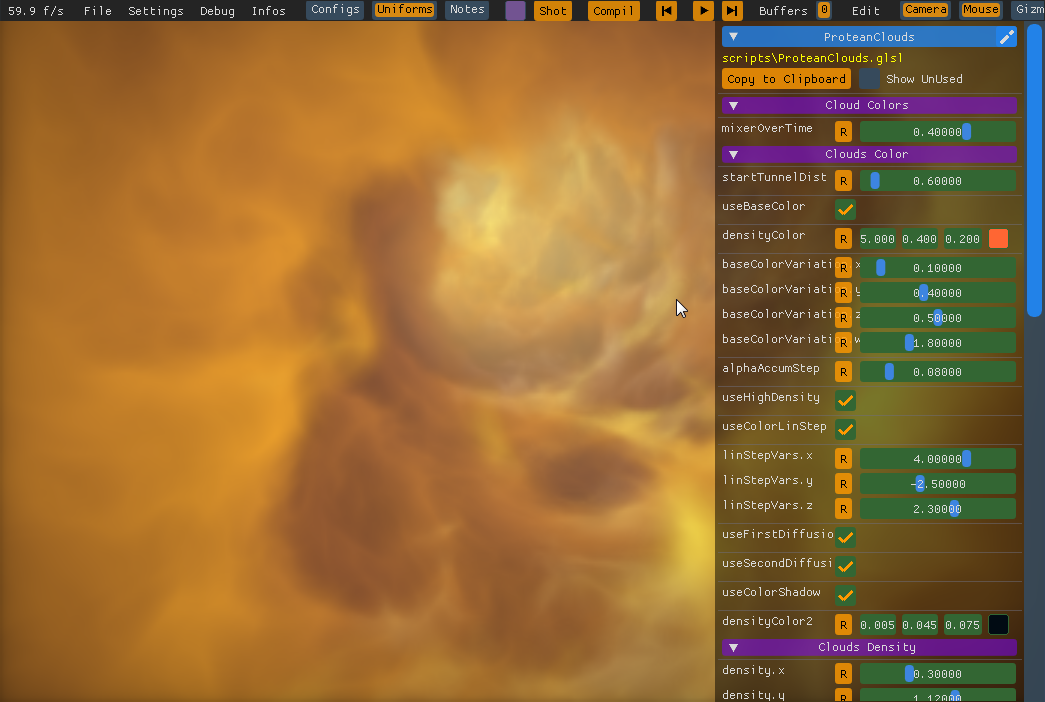 59.9 f/s File Settings Debug Infos Configs Uniforms Notes Shot Compil Buffers 0 Edit Camera Mouse Gizm
ProteanClouds
scripts\ProteanClouds.glsl
Copy to Clipboard Show UnUsed
Cloud Colors
mixerOverTime R 0.40000
Clouds Color
startTunnelDist R 0.60000
useBaseColor
densityColor R 5.000 0.400 0.200
baseColorVariati x R 0.10000
baseColorVariati y R 0.40000
baseColorVariati z R 0.50000
baseColorVariati w R 1.80000
alphaAccumStep R 0.08000
useHighDensity
useColorLinStep
linStepVars.x R 4.00000
linStepVars.y R -2.50000
linStepVars.z R 2.30000
useFirstDiffusio
useSecondDiffusi
useColorShadow
densityColor2 R 0.005 0.045 0.075
Clouds Density
density.x R 0.30000
density.y R 1.12000